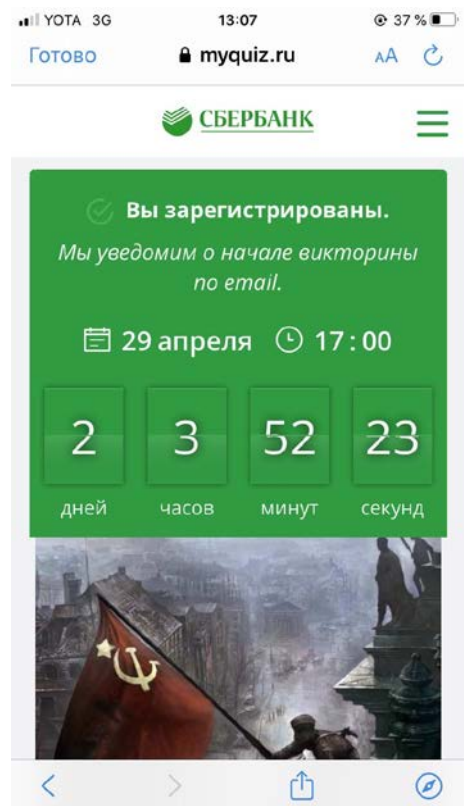 YOTA 3G 13:07 37 %
Готово myquiz.ru AA
СБЕРБАНК
Вы зарегистрированы.
Мы уведомим о начале викторины
по email.
29 апреля 17:00
2 3 52 23
дней часов минут секунд